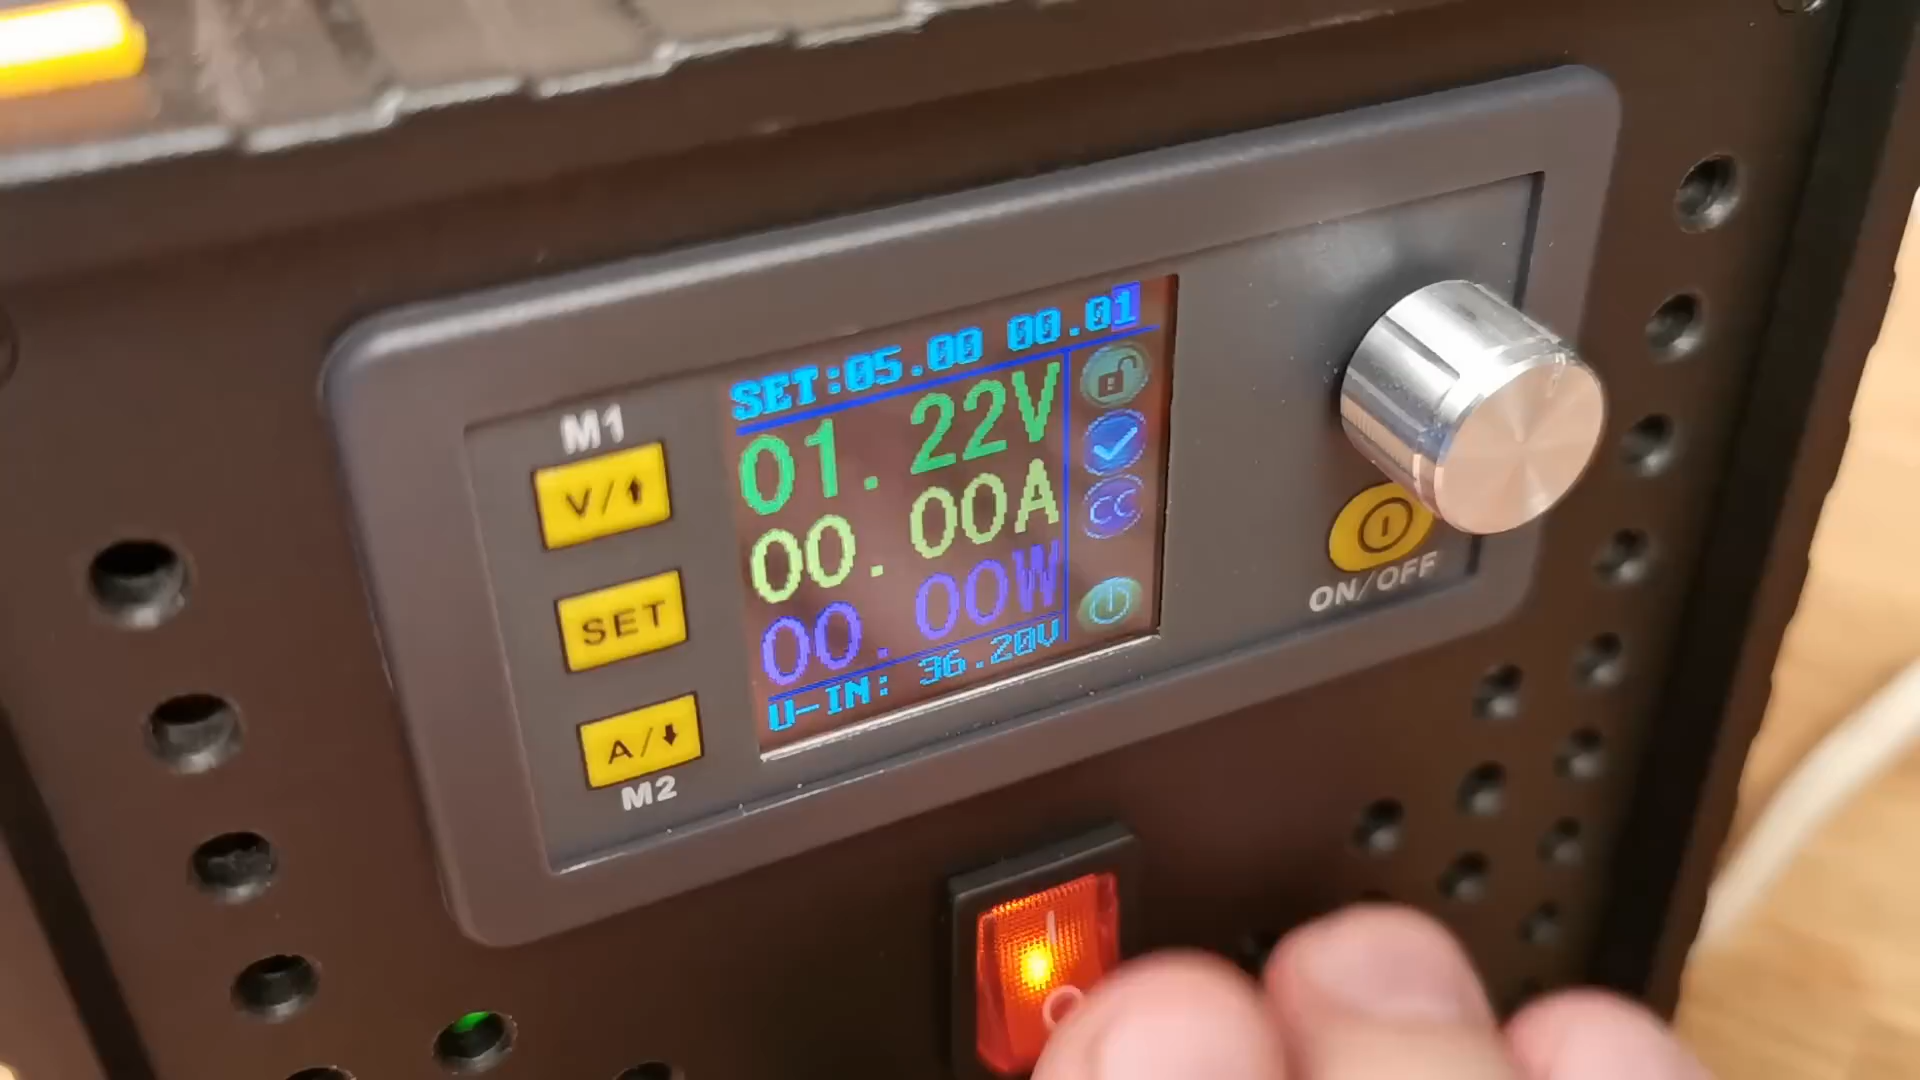 SET:05.00 00.01
01.22V
00.00A
CC
00.00W
U-IN: 36.20V
M1
V/⬆
SET
A/⬇
M2
ON/OFF